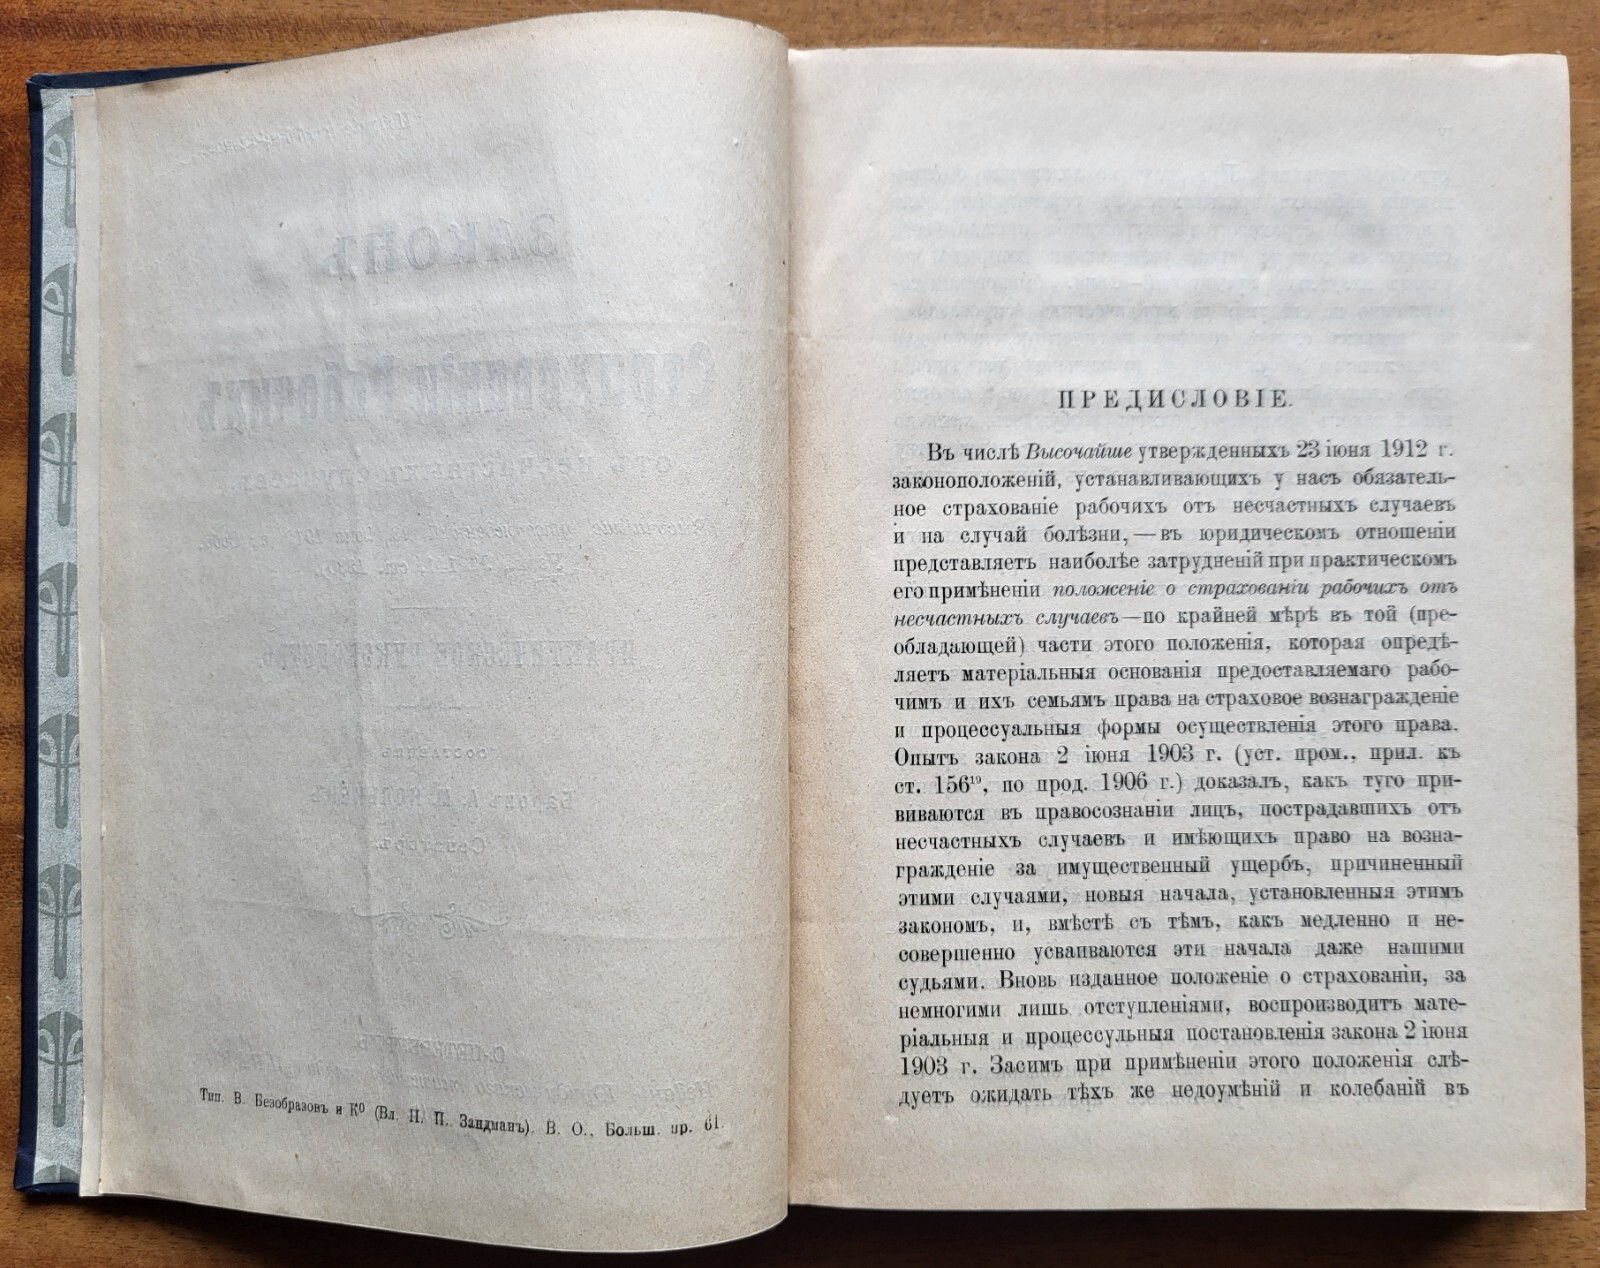 Тип. В. Безобразовъ и Ко (Вл. Н. П. Зандманъ). В. О., Больш. пр. 61.
ПРЕДИСЛОВІЕ.
Въ числѣ Высочайше утвержденныхъ 23 іюня 1912 г.
законоположеній, устанавливающихъ у насъ обязатель-
ное страхованіе рабочихъ отъ несчастныхъ случаевъ
и на случай болѣзни, — въ юридическомъ отношеніи
представляетъ наиболѣе затрудненій при практическомъ
его примѣненіи положеніе о страхованіи рабочихъ отъ
несчастныхъ случаевъ — по крайней мѣрѣ въ той (пре-
обладающей) части этого положенія, которая опредѣ-
ляетъ матеріальныя основанія предоставляемаго рабо-
чимъ и ихъ семьямъ права на страховое вознагражденіе
и процессуальныя формы осуществленія этого права.
Опытъ закона 2 іюня 1903 г. (уст. пром., прил. къ
ст. 156¹⁹, по прод. 1906 г.) доказалъ, какъ туго при-
виваются въ правосознаніи лицъ, пострадавшихъ отъ
несчастныхъ случаевъ и имѣющихъ право на возна-
гражденіе за имущественный ущербъ, причиненный
этими случаями, новыя начала, установленныя этимъ
закономъ, и, вмѣстѣ съ тѣмъ, какъ медленно и не-
совершенно усваиваются эти начала даже нашими
судьями. Вновь изданное положеніе о страхованіи, за
немногими лишь отступленіями, воспроизводитъ мате-
ріальныя и процессульныя постановленія закона 2 іюня
1903 г. Засимъ при примѣненіи этого положенія слѣ-
дуетъ ожидать тѣхъ же недоумѣній и колебаній въ